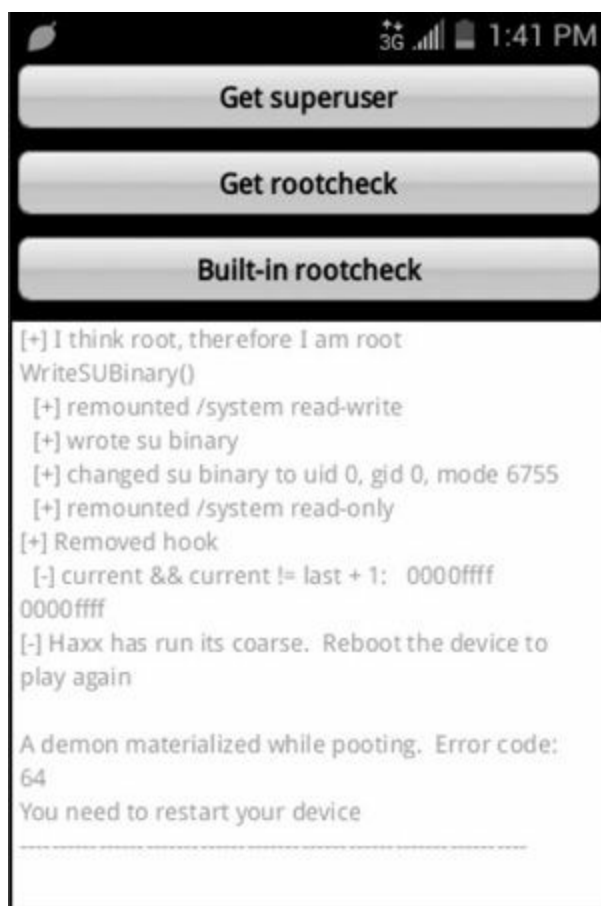 3G 1:41 PM
Get superuser
Get rootcheck
Built-in rootcheck
[+] I think root, therefore I am root
WriteSUBinary()
[+] remounted /system read-write
[+] wrote su binary
[+] changed su binary to uid 0, gid 0, mode 6755
[+] remounted /system read-only
[+] Removed hook
[-] current && current != last + 1: 0000ffff
0000ffff
[-] Haxx has run its coarse. Reboot the device to
play again
A demon materialized while pooting. Error code:
64
You need to restart your device
----------------------------------------------------------------